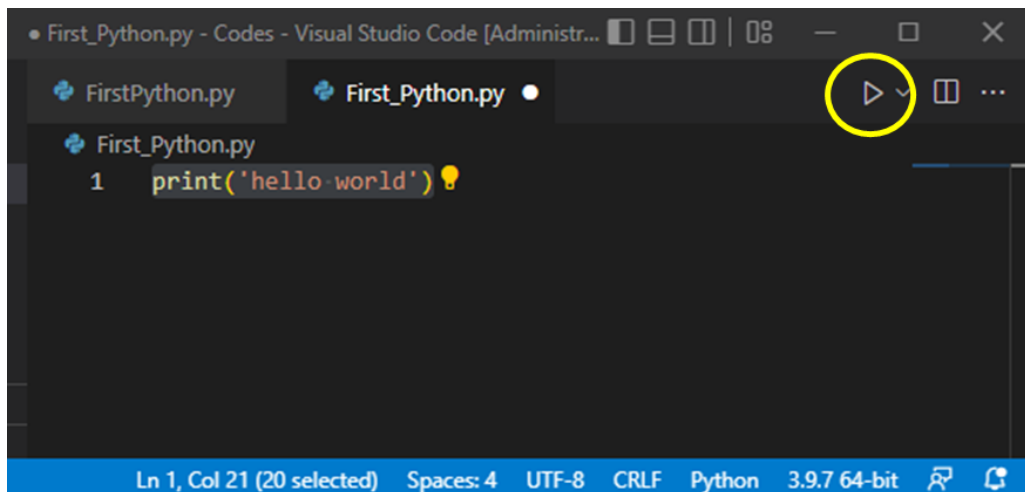 ● First_Python.py - Codes - Visual Studio Code [Administr...
FirstPython.py First_Python.py ●
First_Python.py
1 print('hello world')
Ln 1, Col 21 (20 selected) Spaces: 4 UTF-8 CRLF Python 3.9.7 64-bit